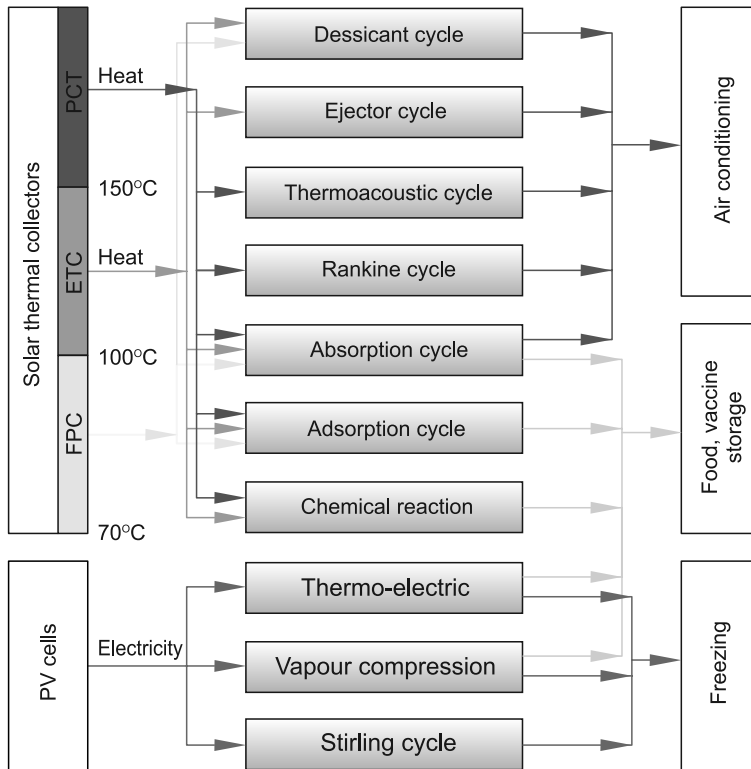 Solar thermal collectors
PCT
ETC
FPC
Heat
150°C
Heat
100°C
70°C
PV cells
Electricity
Dessicant cycle
Ejector cycle
Thermoacoustic cycle
Rankine cycle
Absorption cycle
Adsorption cycle
Chemical reaction
Thermo-electric
Vapour compression
Stirling cycle
Air conditioning
Food, vaccine
storage
Freezing